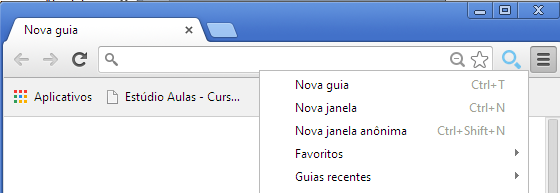 Nova guia
Aplicativos Estúdio Aulas - Curs...
Nova guia Ctrl+T
Nova janela Ctrl+N
Nova janela anônima Ctrl+Shift+N
Favoritos
Guias recentes